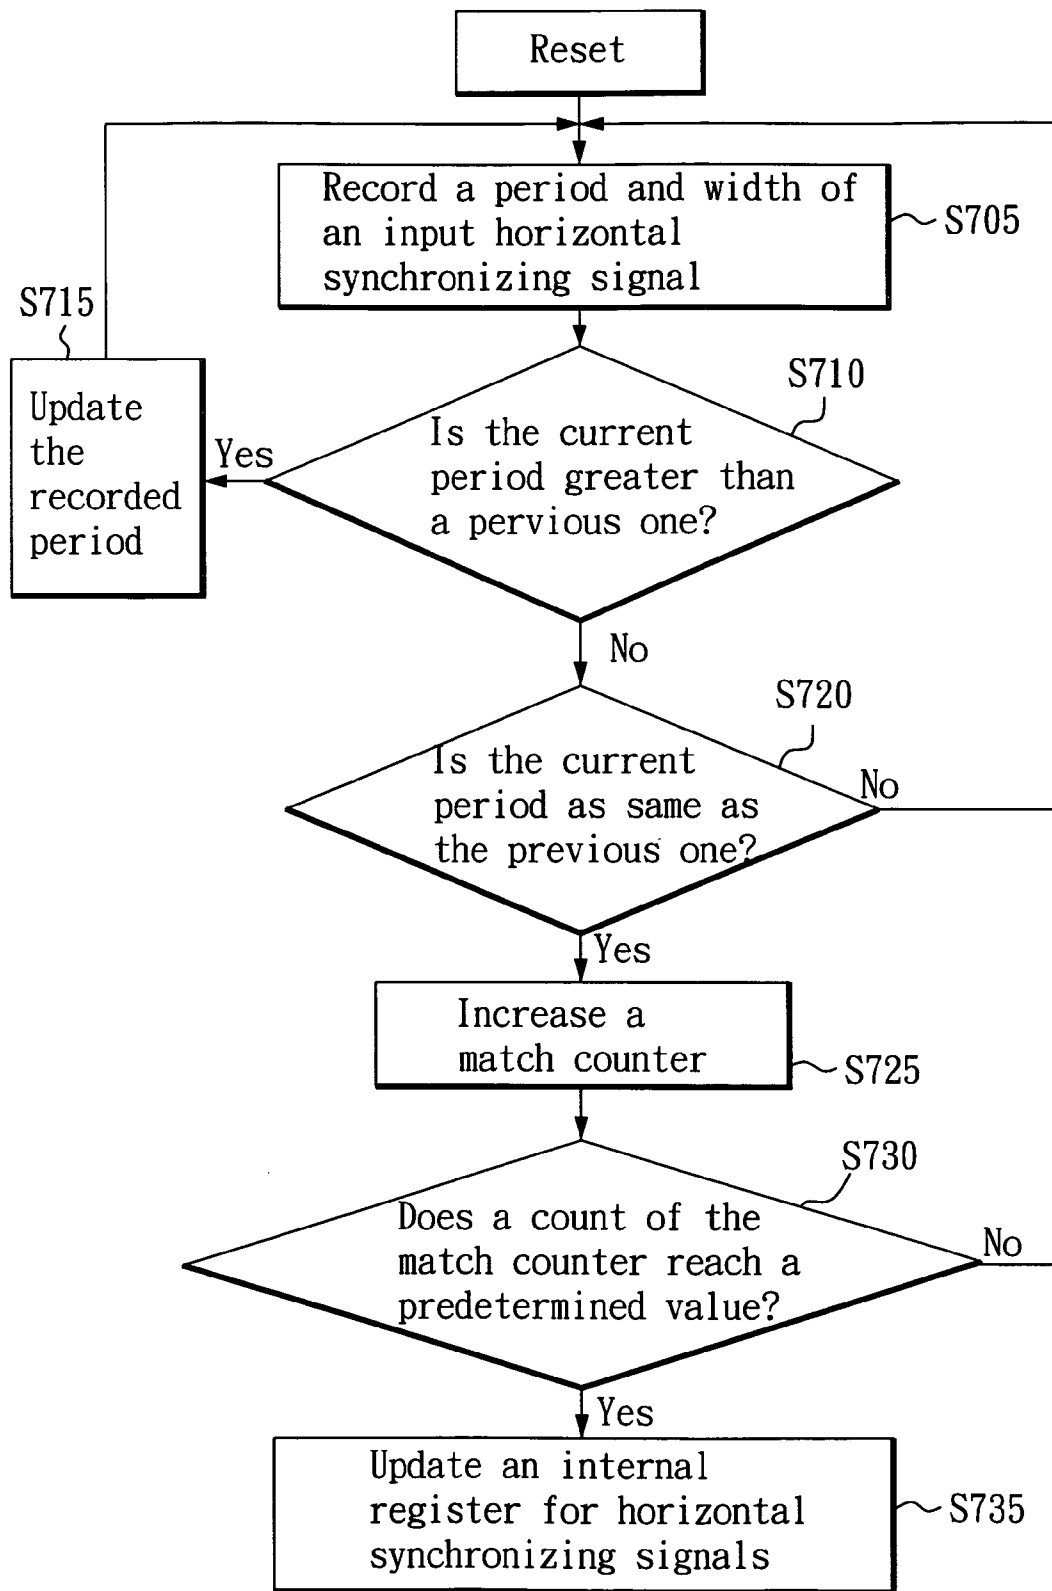 Reset
Record a period and width of
an input horizontal
synchronizing signal
S705
S715
Update
the
recorded
period
S710
Is the current
period greater than
a pervious one?
Yes
No
S720
Is the current
period as same as
the previous one?
No
Yes
Increase a
match counter
S725
S730
Does a count of the
match counter reach a
predetermined value?
No
Yes
Update an internal
register for horizontal
synchronizing signals
S735